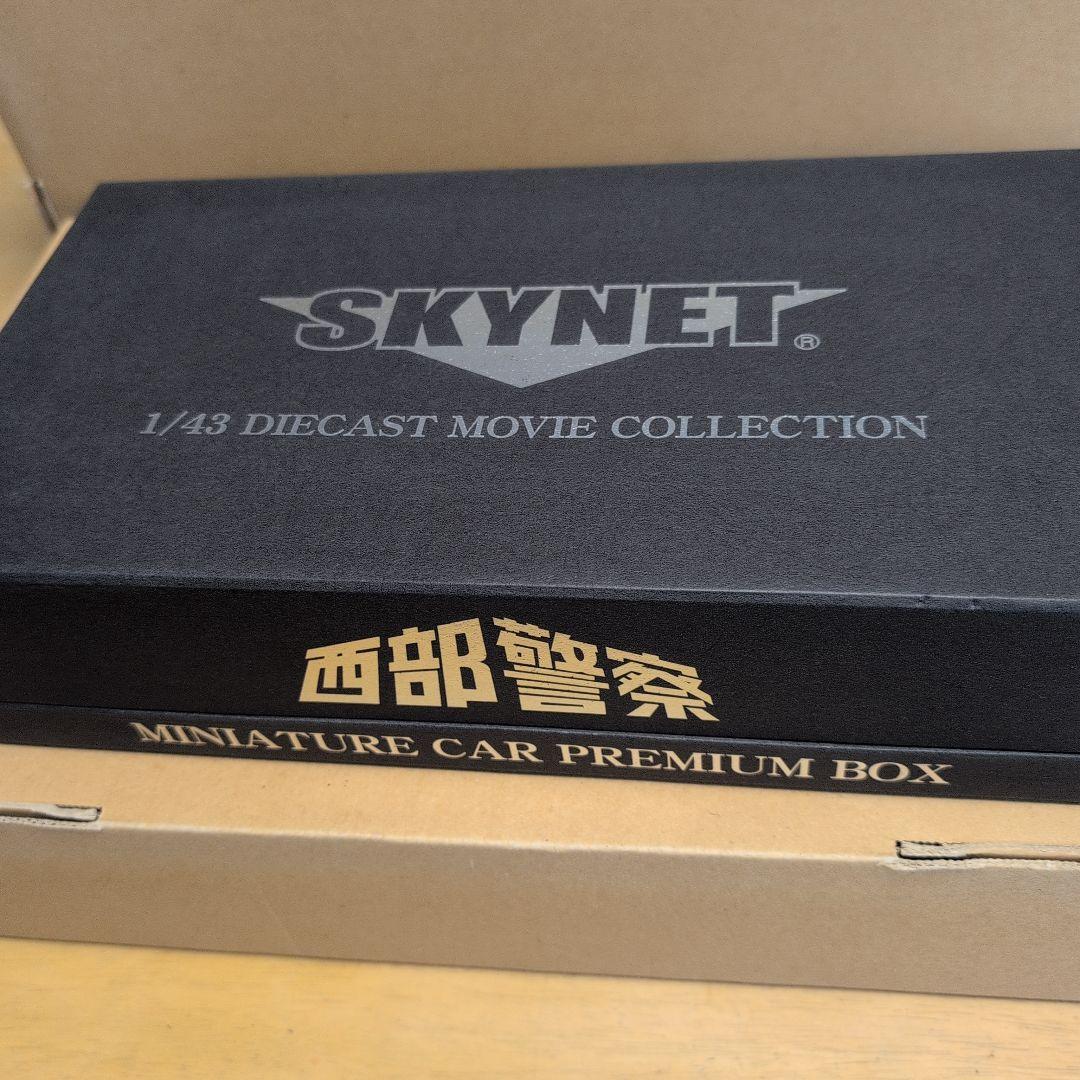 SKYNET®
1/43 DIECAST MOVIE COLLECTION
西部警察
MINIATURE CAR PREMIUM BOX